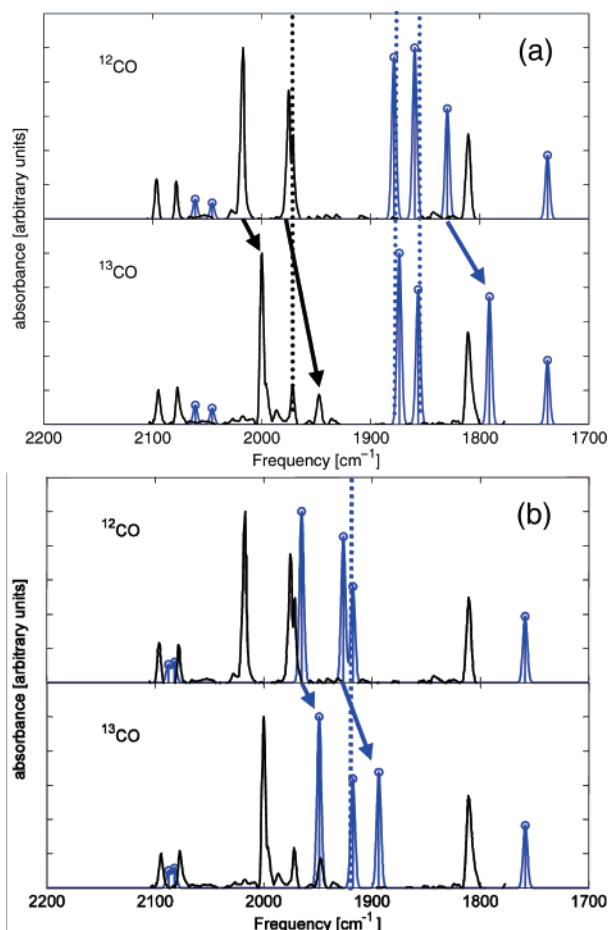 (a)
¹²CO
absorbance [arbitrary units]
¹³CO
2200 2100 2000 1900 1800 1700
Frequency [cm⁻¹]
(b)
¹²CO
absorbance [arbitrary units]
¹³CO
2200 2100 2000 1900 1800 1700
Frequency [cm⁻¹]